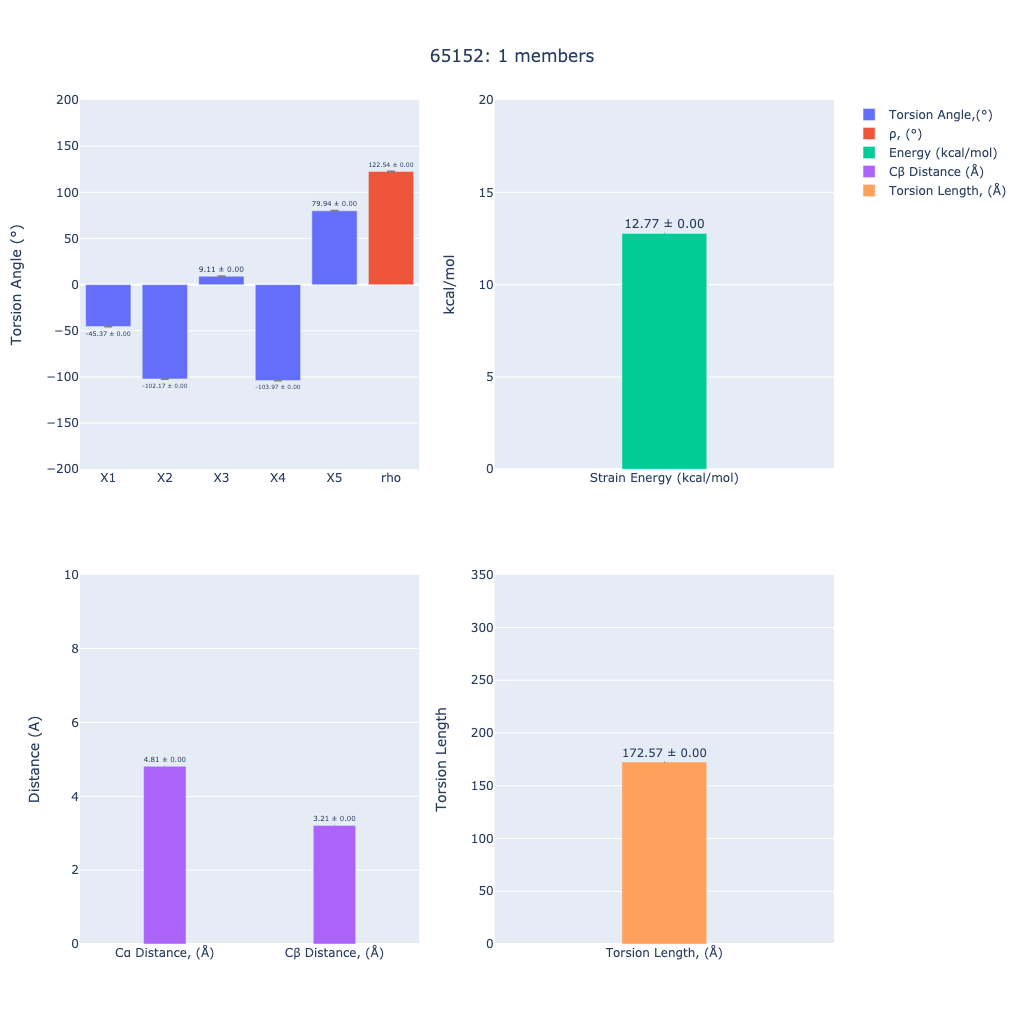 65152: 1 members
200
150
100
50
0
−50
−100
−150
−200
Torsion Angle (°)
-45.37 ± 0.00
-102.17 ± 0.00
9.11 ± 0.00
-103.97 ± 0.00
79.94 ± 0.00
122.54 ± 0.00
X1 X2 X3 X4 X5 rho
20
15
10
5
0
kcal/mol
12.77 ± 0.00
Strain Energy (kcal/mol)
Torsion Angle,(°)
ρ, (°)
Energy (kcal/mol)
Cβ Distance (Å)
Torsion Length, (Å)
10
8
6
4
2
0
Distance (A)
4.81 ± 0.00
3.21 ± 0.00
Cα Distance, (Å) Cβ Distance, (Å)
350
300
250
200
150
100
50
0
Torsion Length
172.57 ± 0.00
Torsion Length, (Å)